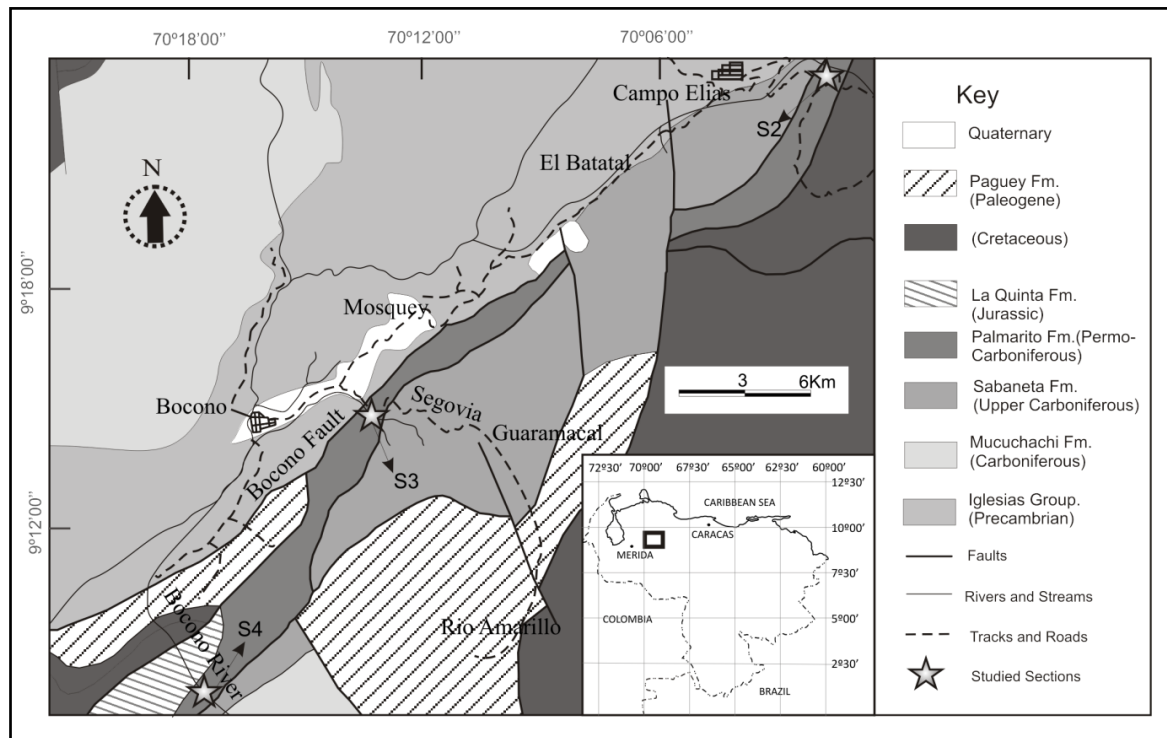 70º18'00''
70º12'00''
70º06'00''
9º18'00''
9º12'00''
N
Campo Elias
S2
El Batatal
Mosquey
Bocono
Segovia
Guaramacal
Bocono Fault
S3
3 6Km
Rio Amarillo
Bocono River
S4
72º30' 70º00' 67º30' 65º00' 62º30' 60º00'
12º30'
10º00'
7º30'
5º00'
2º30'
CARIBBEAN SEA
CARACAS
MERIDA
COLOMBIA
BRAZIL
Key
Quaternary
Paguey Fm.
(Paleogene)
(Cretaceous)
La Quinta Fm.
(Jurassic)
Palmarito Fm.(Permo-
Carboniferous)
Sabaneta Fm.
(Upper Carboniferous)
Mucuchachi Fm.
(Carboniferous)
Iglesias Group.
(Precambrian)
Faults
Rivers and Streams
Tracks and Roads
Studied Sections